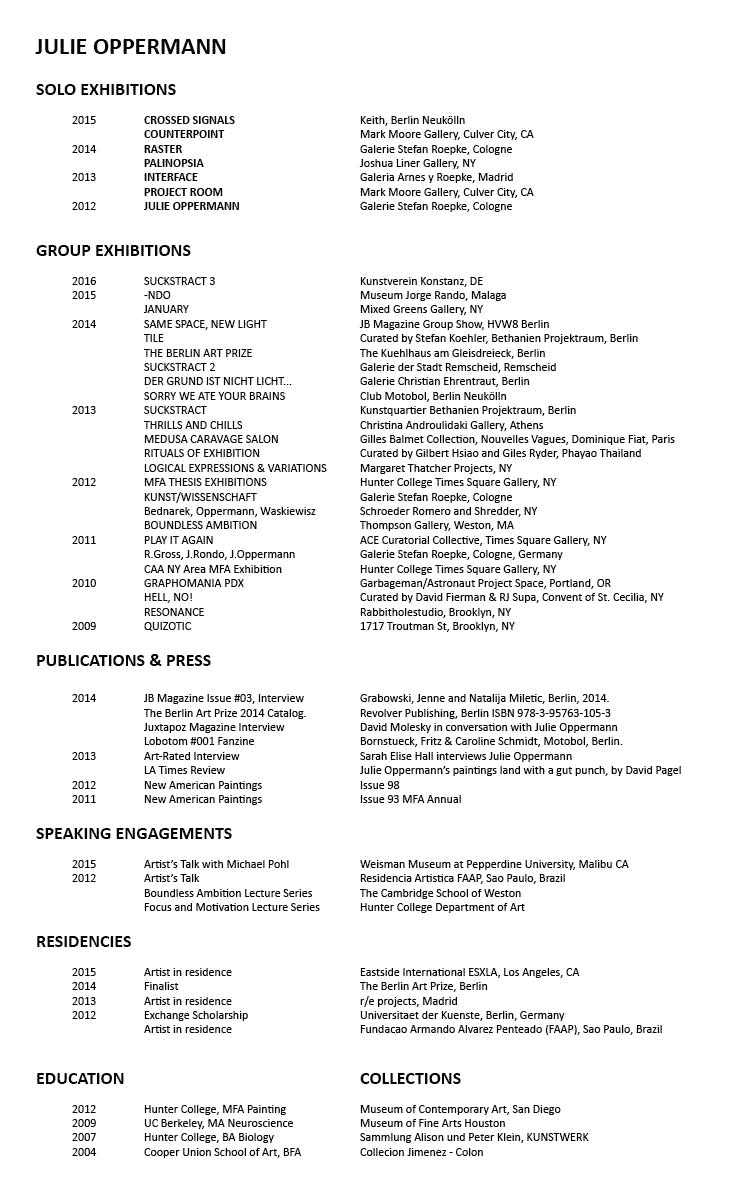 JULIE OPPERMANN
SOLO EXHIBITIONS
2015 CROSSED SIGNALS Keith, Berlin Neukölln
COUNTERPOINT Mark Moore Gallery, Culver City, CA
2014 RASTER Galerie Stefan Roepke, Cologne
PALINOPSIA Joshua Liner Gallery, NY
2013 INTERFACE Galeria Arnes y Roepke, Madrid
PROJECT ROOM Mark Moore Gallery, Culver City, CA
2012 JULIE OPPERMANN Galerie Stefan Roepke, Cologne
GROUP EXHIBITIONS
2016 SUCKSTRACT 3 Kunstverein Konstanz, DE
2015 -NDO Museum Jorge Rando, Malaga
JANUARY Mixed Greens Gallery, NY
2014 SAME SPACE, NEW LIGHT JB Magazine Group Show, HVW8 Berlin
TILE Curated by Stefan Koehler, Bethanien Projektraum, Berlin
THE BERLIN ART PRIZE The Kuehlhaus am Gleisdreieck, Berlin
SUCKSTRACT 2 Galerie der Stadt Remscheid, Remscheid
DER GRUND IST NICHT LICHT... Galerie Christian Ehrentraut, Berlin
SORRY WE ATE YOUR BRAINS Club Motobol, Berlin Neukölln
2013 SUCKSTRACT Kunstquartier Bethanien Projektraum, Berlin
THRILLS AND CHILLS Christina Androulidaki Gallery, Athens
MEDUSA CARAVAGE SALON Gilles Balmet Collection, Nouvelles Vagues, Dominique Fiat, Paris
RITUALS OF EXHIBITION Curated by Gilbert Hsiao and Giles Ryder, Phayao Thailand
LOGICAL EXPRESSIONS & VARIATIONS Margaret Thatcher Projects, NY
2012 MFA THESIS EXHIBITIONS Hunter College Times Square Gallery, NY
KUNST/WISSENSCHAFT Galerie Stefan Roepke, Cologne
Bednarek, Oppermann, Waskiewisz Schroeder Romero and Shredder, NY
BOUNDLESS AMBITION Thompson Gallery, Weston, MA
2011 PLAY IT AGAIN ACE Curatorial Collective, Times Square Gallery, NY
R.Gross, J.Rondo, J.Oppermann Galerie Stefan Roepke, Cologne, Germany
CAA NY Area MFA Exhibition Hunter College Times Square Gallery, NY
2010 GRAPHOMANIA PDX Garbageman/Astronaut Project Space, Portland, OR
HELL, NO! Curated by David Fierman & RJ Supa, Convent of St. Cecilia, NY
RESONANCE Rabbitholestudio, Brooklyn, NY
2009 QUIZOTIC 1717 Troutman St, Brooklyn, NY
PUBLICATIONS & PRESS
2014 JB Magazine Issue #03, Interview Grabowski, Jenne and Natalija Miletic, Berlin, 2014.
The Berlin Art Prize 2014 Catalog. Revolver Publishing, Berlin ISBN 978-3-95763-105-3
Juxtapoz Magazine Interview David Molesky in conversation with Julie Oppermann
Lobotom #001 Fanzine Bornstueck, Fritz & Caroline Schmidt, Motobol, Berlin.
2013 Art-Rated Interview Sarah Elise Hall interviews Julie Oppermann
LA Times Review Julie Oppermann's paintings land with a gut punch, by David Pagel
2012 New American Paintings Issue 98
2011 New American Paintings Issue 93 MFA Annual
SPEAKING ENGAGEMENTS
2015 Artist's Talk with Michael Pohl Weisman Museum at Pepperdine University, Malibu CA
2012 Artist's Talk Residencia Artistica FAAP, Sao Paulo, Brazil
Boundless Ambition Lecture Series The Cambridge School of Weston
Focus and Motivation Lecture Series Hunter College Department of Art
RESIDENCIES
2015 Artist in residence Eastside International ESXLA, Los Angeles, CA
2014 Finalist The Berlin Art Prize, Berlin
2013 Artist in residence r/e projects, Madrid
2012 Exchange Scholarship Universitaet der Kuenste, Berlin, Germany
Artist in residence Fundacao Armando Alvarez Penteado (FAAP), Sao Paulo, Brazil
EDUCATION
2012 Hunter College, MFA Painting
2009 UC Berkeley, MA Neuroscience
2007 Hunter College, BA Biology
2004 Cooper Union School of Art, BFA
COLLECTIONS
Museum of Contemporary Art, San Diego
Museum of Fine Arts Houston
Sammlung Alison und Peter Klein, KUNSTWERK
Collecion Jimenez - Colon